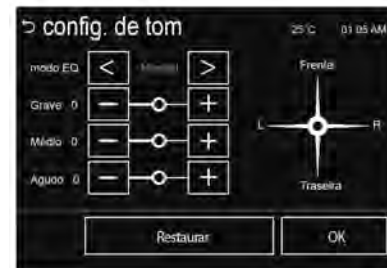 config. de tom
25°C 01:05 AM
modo EQ < Manual >
Frente
Grave 0 − +
L R
Médio 0 − +
Agudo 0 − +
Traseira
Restaurar OK